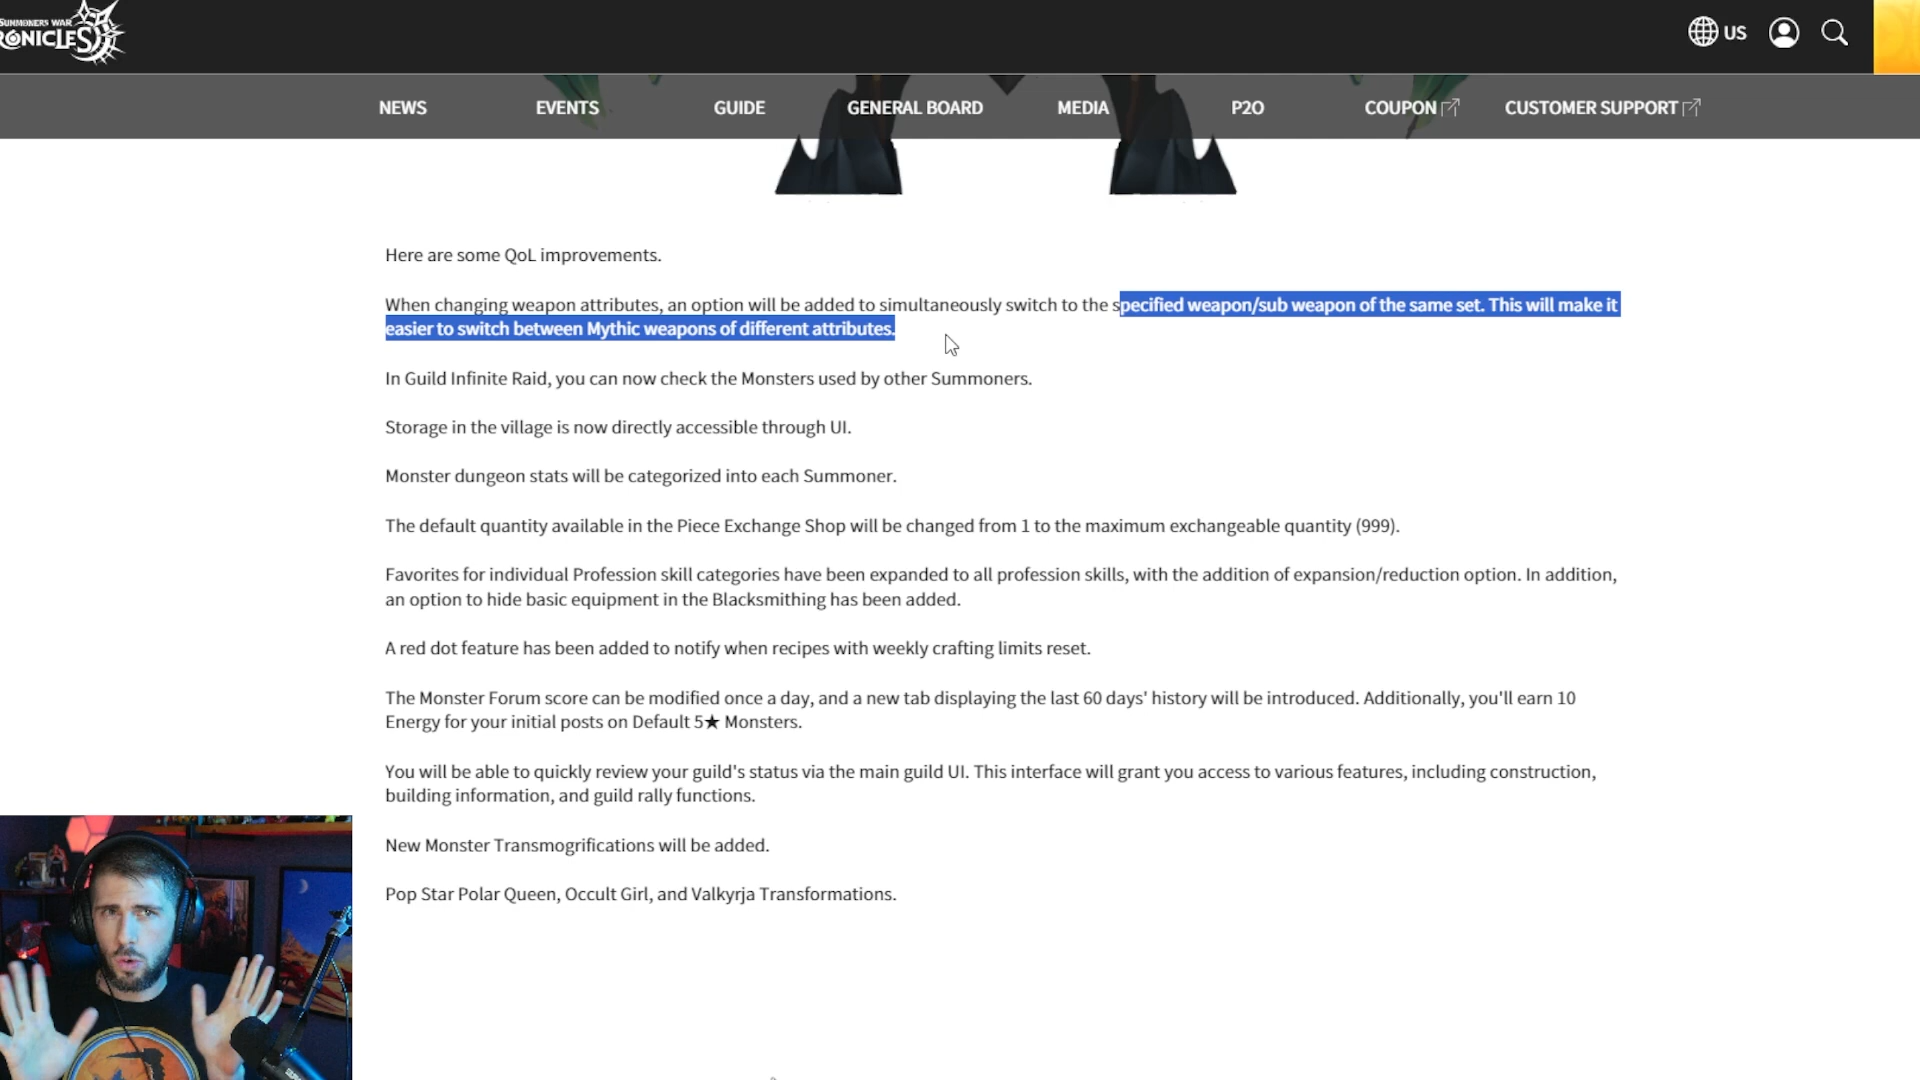 SUMMONERS WAR
RONICLES
US
NEWS
EVENTS
GUIDE
GENERAL BOARD
MEDIA
P2O
COUPON
CUSTOMER SUPPORT
Here are some QoL improvements.
When changing weapon attributes, an option will be added to simultaneously switch to the specified weapon/sub weapon of the same set. This will make it
easier to switch between Mythic weapons of different attributes.
In Guild Infinite Raid, you can now check the Monsters used by other Summoners.
Storage in the village is now directly accessible through UI.
Monster dungeon stats will be categorized into each Summoner.
The default quantity available in the Piece Exchange Shop will be changed from 1 to the maximum exchangeable quantity (999).
Favorites for individual Profession skill categories have been expanded to all profession skills, with the addition of expansion/reduction option. In addition,
an option to hide basic equipment in the Blacksmithing has been added.
A red dot feature has been added to notify when recipes with weekly crafting limits reset.
The Monster Forum score can be modified once a day, and a new tab displaying the last 60 days' history will be introduced. Additionally, you'll earn 10
Energy for your initial posts on Default 5★ Monsters.
You will be able to quickly review your guild's status via the main guild UI. This interface will grant you access to various features, including construction,
building information, and guild rally functions.
New Monster Transmogrifications will be added.
Pop Star Polar Queen, Occult Girl, and Valkyrja Transformations.